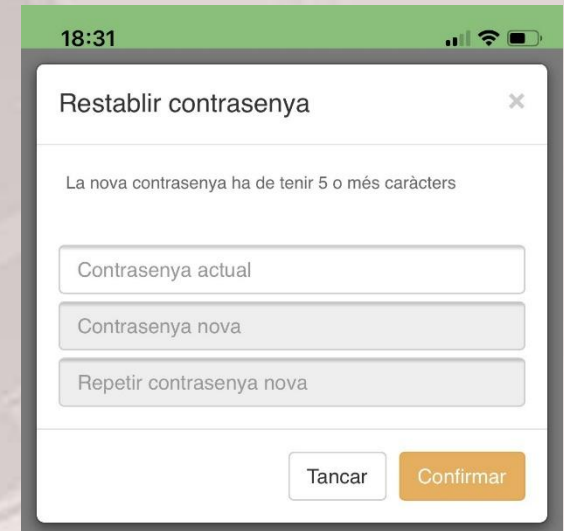 18:31
Restablir contrasenya ×
La nova contrasenya ha de tenir 5 o més caràcters
Contrasenya actual
Contrasenya nova
Repetir contrasenya nova
Tancar Confirmar